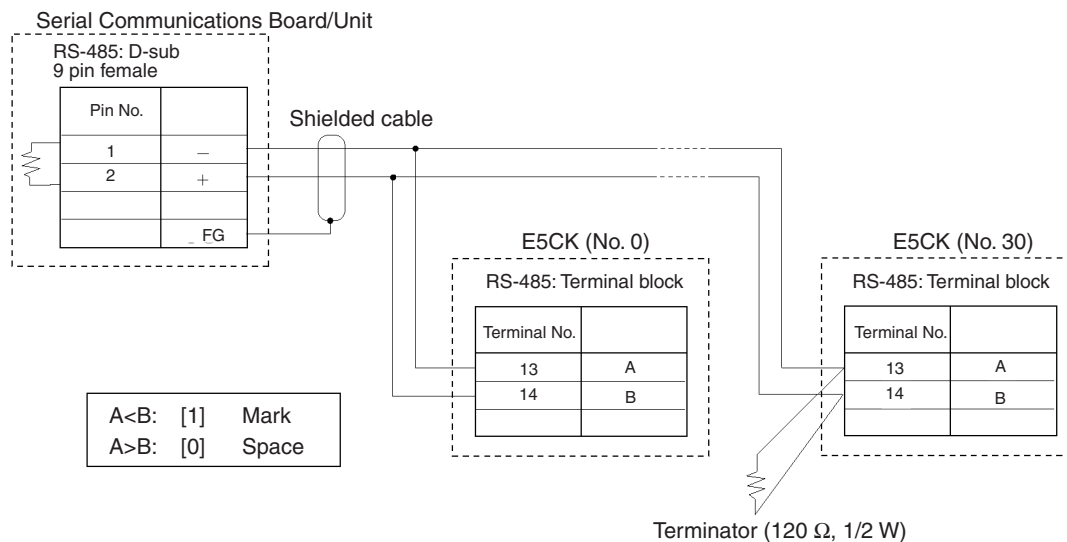 Serial Communications Board/Unit
RS-485: D-sub
9 pin female
Pin No.
1 −
2 +
FG
Shielded cable
E5CK (No. 0)
RS-485: Terminal block
Terminal No.
13 A
14 B
E5CK (No. 30)
RS-485: Terminal block
Terminal No.
13 A
14 B
A<B: [1] Mark
A>B: [0] Space
Terminator (120 Ω, 1/2 W)